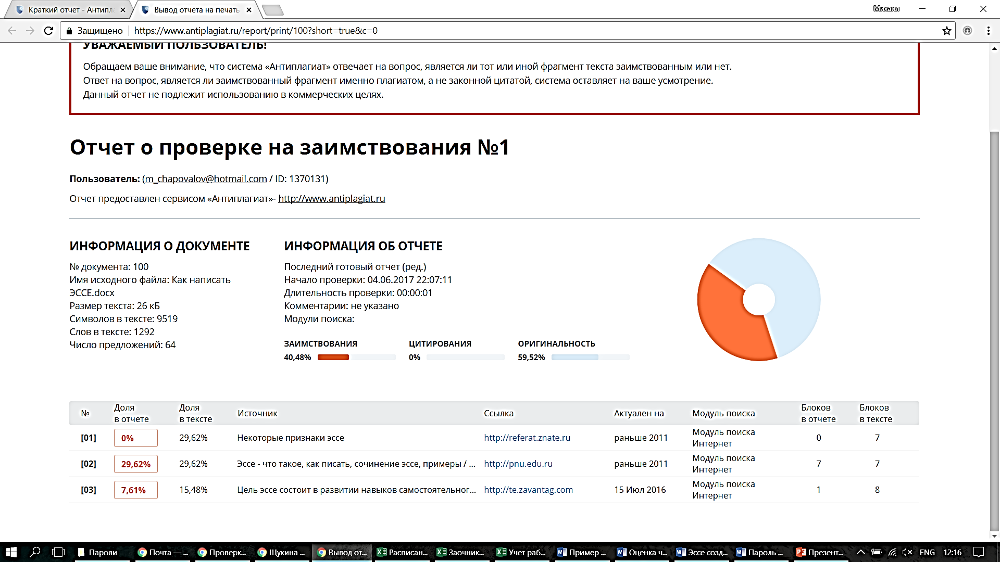 Краткий отчет - Антипла
Вывод отчета на печать
Михаил
Защищено
https://www.antiplagiat.ru/report/print/100?short=true&c=0
УВАЖАЕМЫЙ ПОЛЬЗОВАТЕЛЬ!
Обращаем ваше внимание, что система «Антиплагиат» отвечает на вопрос, является ли тот или иной фрагмент текста заимствованным или нет.
Ответ на вопрос, является ли заимствованный фрагмент именно плагиатом, а не законной цитатой, система оставляет на ваше усмотрение.
Данный отчет не подлежит использованию в коммерческих целях.
Отчет о проверке на заимствования №1
Пользователь: (m_chapovalov@hotmail.com / ID: 1370131)
Отчет предоставлен сервисом «Антиплагиат»- http://www.antiplagiat.ru
ИНФОРМАЦИЯ О ДОКУМЕНТЕ
№ документа: 100
Имя исходного файла: Как написать
ЭССЕ.docx
Размер текста: 26 кБ
Символов в тексте: 9519
Слов в тексте: 1292
Число предложений: 64
ИНФОРМАЦИЯ ОБ ОТЧЕТЕ
Последний готовый отчет (ред.)
Начало проверки: 04.06.2017 22:07:11
Длительность проверки: 00:00:01
Комментарии: не указано
Модули поиска:
ЗАИМСТВОВАНИЯ
40,48%
ЦИТИРОВАНИЯ
0%
ОРИГИНАЛЬНОСТЬ
59,52%
№ Доля в отчете Доля в тексте Источник Ссылка Актуален на Модуль поиска Блоков в отчете Блоков в тексте
[01] 0% 29,62% Некоторые признаки эссе http://referat.znate.ru раньше 2011 Модуль поиска Интернет 0 7
[02] 29,62% 29,62% Эссе - что такое, как писать, сочинение эссе, примеры / ... http://pnu.edu.ru раньше 2011 Модуль поиска Интернет 7 7
[03] 7,61% 15,48% Цель эссе состоит в развитии навыков самостоятельног... http://te.zavantag.com 15 Июл 2016 Модуль поиска Интернет 1 8
Пароли
Почта — ...
Проверк...
Щукина ...
Вывод от...
Расписан...
Заочник...
Учет раб...
Пример ...
Оценка ч...
Эссе созд...
Пароль ...
Презент...
ENG
12:16